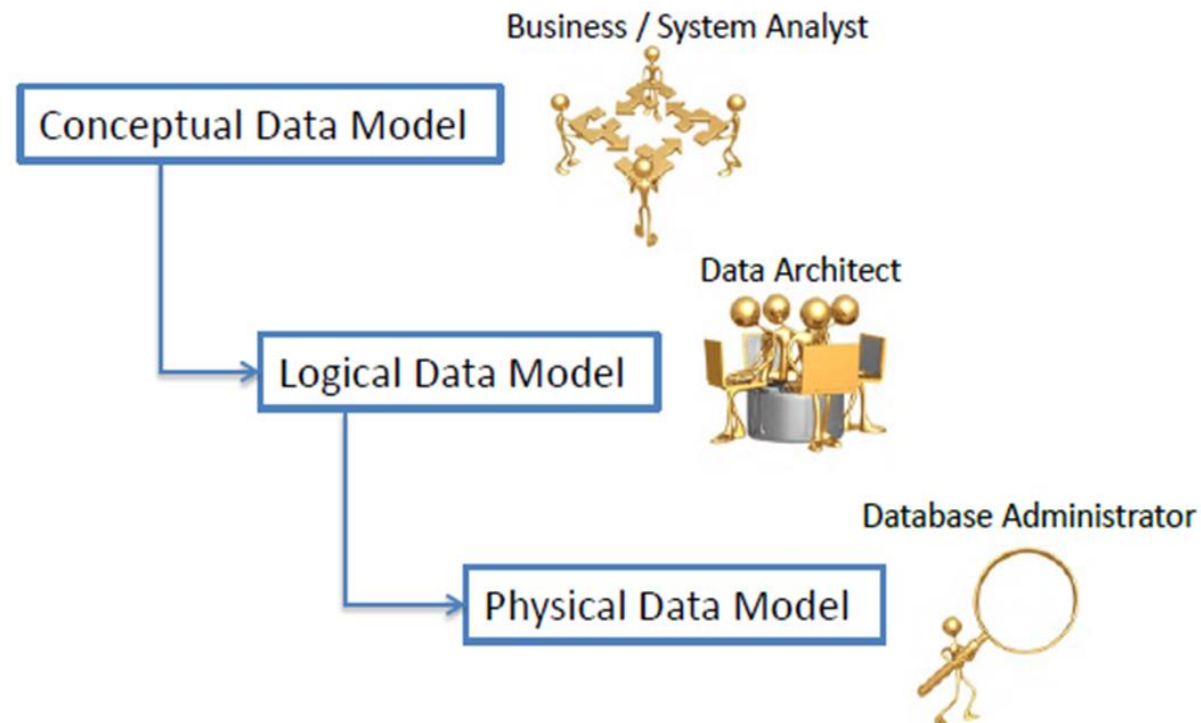 Business / System Analyst
Conceptual Data Model
Data Architect
Logical Data Model
Database Administrator
Physical Data Model